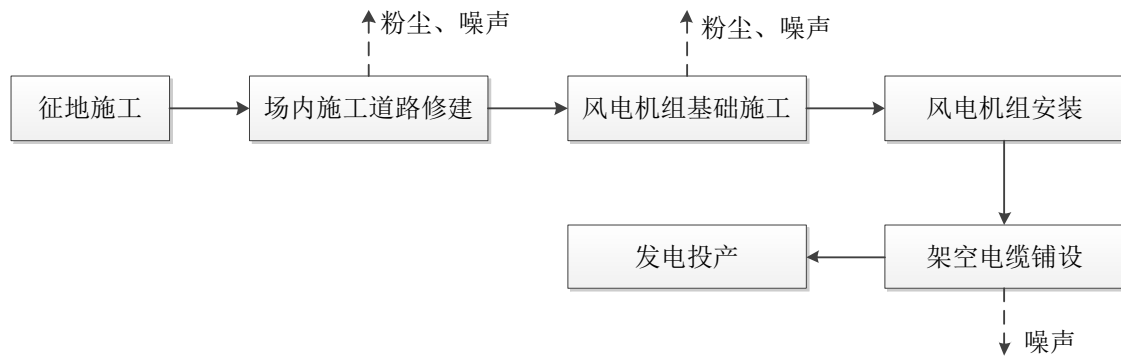 粉尘、噪声
粉尘、噪声
征地施工
场内施工道路修建
风电机组基础施工
风电机组安装
发电投产
架空电缆铺设
噪声